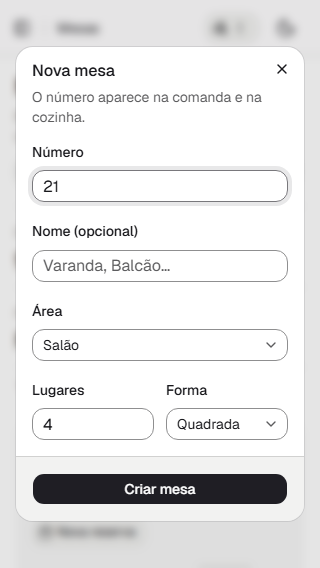 Nova mesa
O número aparece na comanda e na
cozinha.
Número
21
Nome (opcional)
Varanda, Balcão...
Área
Salão
Lugares Forma
4 Quadrada
Criar mesa